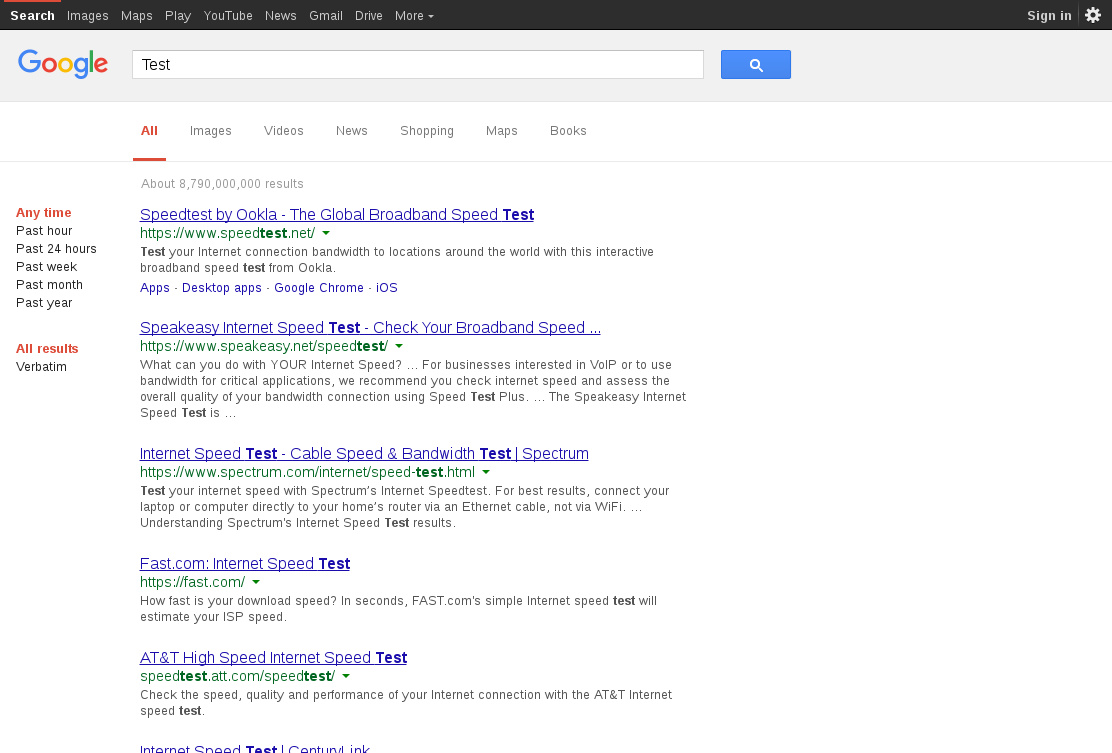 Search Images Maps Play YouTube News Gmail Drive More Sign in
Google Test
All Images Videos News Shopping Maps Books
About 8,790,000,000 results
Any time
Past hour
Past 24 hours
Past week
Past month
Past year
All results
Verbatim
Speedtest by Ookla - The Global Broadband Speed Test
https://www.speedtest.net/
Test your Internet connection bandwidth to locations around the world with this interactive
broadband speed test from Ookla.
Apps · Desktop apps · Google Chrome · iOS
Speakeasy Internet Speed Test - Check Your Broadband Speed ...
https://www.speakeasy.net/speedtest/
What can you do with YOUR Internet Speed? ... For businesses interested in VoIP or to use
bandwidth for critical applications, we recommend you check internet speed and assess the
overall quality of your bandwidth connection using Speed Test Plus. ... The Speakeasy Internet
Speed Test is ...
Internet Speed Test - Cable Speed & Bandwidth Test | Spectrum
https://www.spectrum.com/internet/speed-test.html
Test your internet speed with Spectrum’s Internet Speedtest. For best results, connect your
laptop or computer directly to your home’s router via an Ethernet cable, not via WiFi. ...
Understanding Spectrum's Internet Speed Test results.
Fast.com: Internet Speed Test
https://fast.com/
How fast is your download speed? In seconds, FAST.com's simple Internet speed test will
estimate your ISP speed.
AT&T High Speed Internet Speed Test
speedtest.att.com/speedtest/
Check the speed, quality and performance of your Internet connection with the AT&T Internet
speed test.
Internet Speed Test | CenturyLink